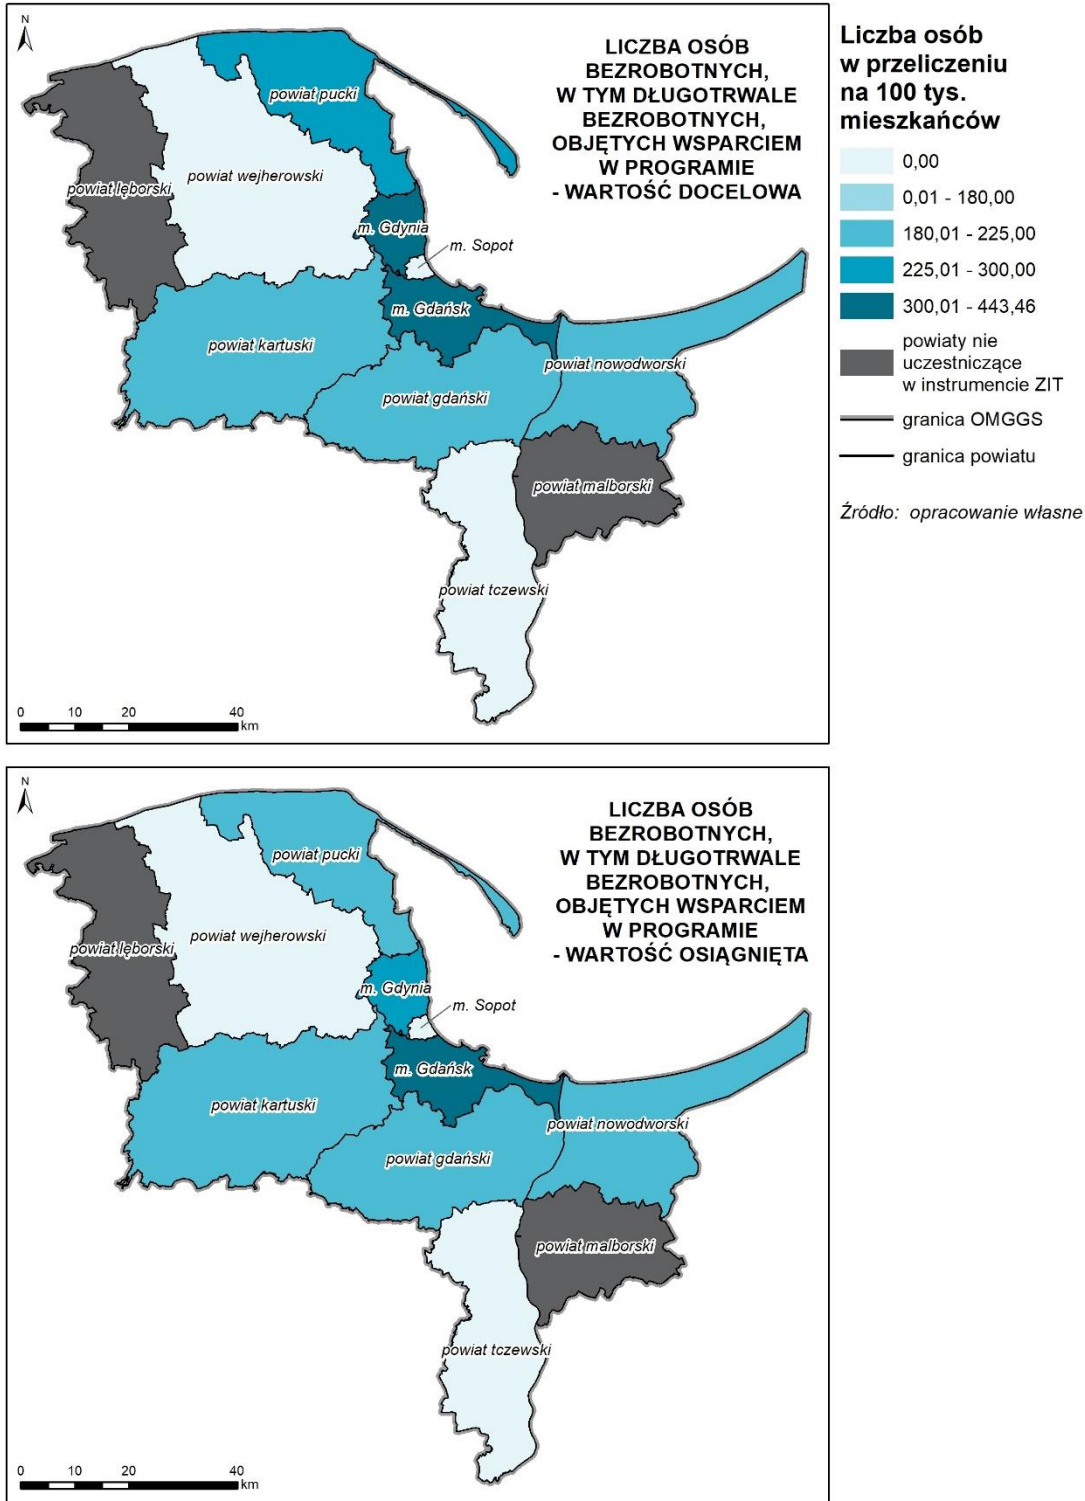 N
LICZBA OSÓB
BEZROBOTNYCH,
W TYM DŁUGOTRWALE
BEZROBOTNYCH,
OBJĘTYCH WSPARCIEM
W PROGRAMIE
- WARTOŚĆ DOCELOWA
powiat pucki
powiat lęborski
powiat wejherowski
m. Gdynia
m. Sopot
m. Gdańsk
powiat kartuski
powiat nowodworski
powiat gdański
powiat malborski
powiat tczewski
0 10 20 40
km
Liczba osób
w przeliczeniu
na 100 tys.
mieszkańców
0,00
0,01 - 180,00
180,01 - 225,00
225,01 - 300,00
300,01 - 443,46
powiaty nie
uczestniczące
w instrumencie ZIT
granica OMGGS
granica powiatu
Źródło: opracowanie własne
N
LICZBA OSÓB
BEZROBOTNYCH,
W TYM DŁUGOTRWALE
BEZROBOTNYCH,
OBJĘTYCH WSPARCIEM
W PROGRAMIE
- WARTOŚĆ OSIĄGNIĘTA
powiat pucki
powiat lęborski
powiat wejherowski
m. Gdynia
m. Sopot
m. Gdańsk
powiat kartuski
powiat nowodworski
powiat gdański
powiat malborski
powiat tczewski
0 10 20 40
km